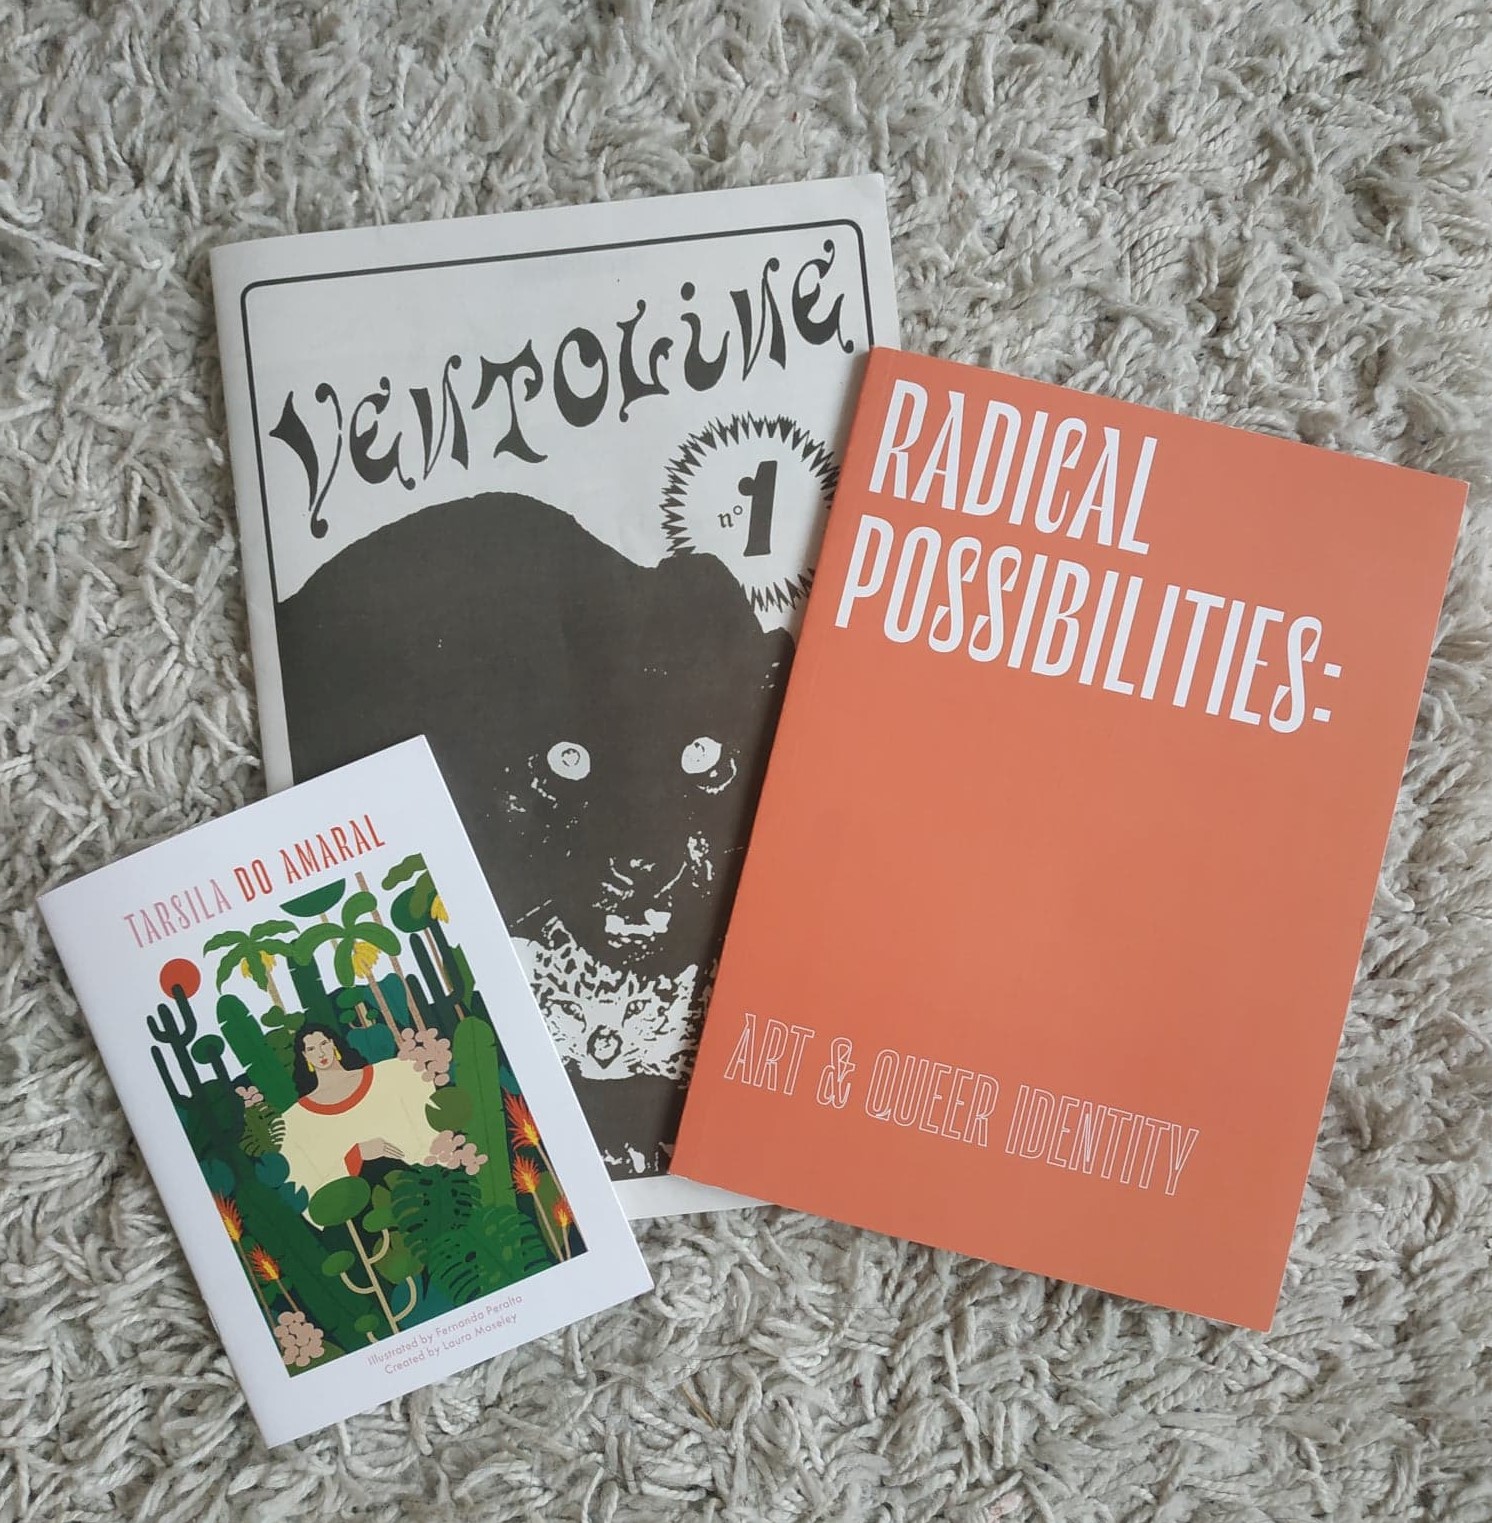 VENTOLINE
nº1
RADICAL
POSSIBILITIES:
ART & QUEER IDENTITY
TARSILA DO AMARAL
Illustrated by Fernanda Peralta
Created by Laura Moseley